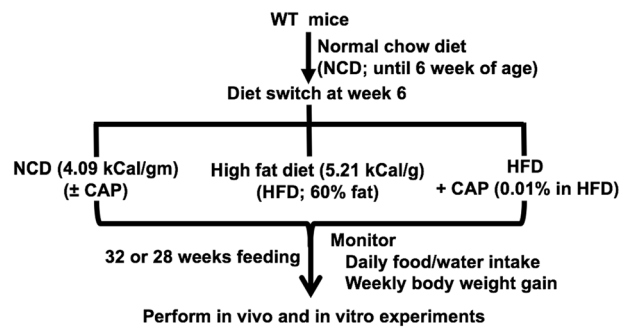 WT mice
Normal chow diet
(NCD; until 6 week of age)
Diet switch at week 6
NCD (4.09 kCal/gm)
(± CAP)
High fat diet (5.21 kCal/g)
(HFD; 60% fat)
HFD
+ CAP (0.01% in HFD)
32 or 28 weeks feeding
Monitor
Daily food/water intake
Weekly body weight gain
Perform in vivo and in vitro experiments